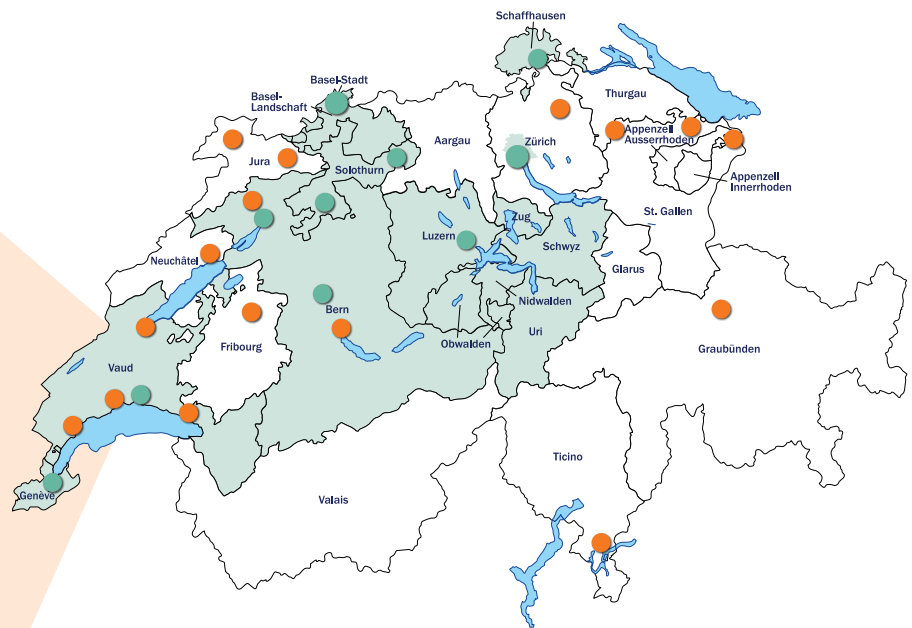 Schaffhausen
Basel-Stadt
Basel-
Landschaft
Thurgau
Aargau
Zürich
Appenzell
Ausserrhoden
Jura
Solothurn
Appenzell
Innerrhoden
St. Gallen
Zug
Luzern
Schwyz
Neuchâtel
Glarus
Nidwalden
Bern
Uri
Obwalden
Fribourg
Graubünden
Vaud
Ticino
Genève
Valais